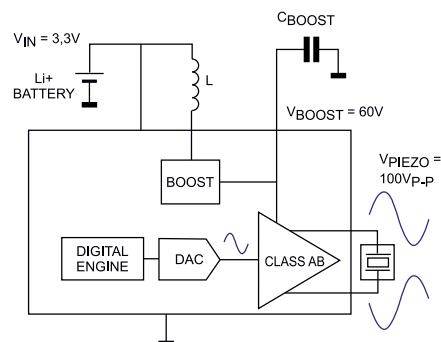 VIN = 3,3V
CBOOST
Li+
BATTERY
L
VBOOST = 60V
BOOST
VPIEZO =
100VP-P
DIGITAL
ENGINE
DAC
CLASS AB